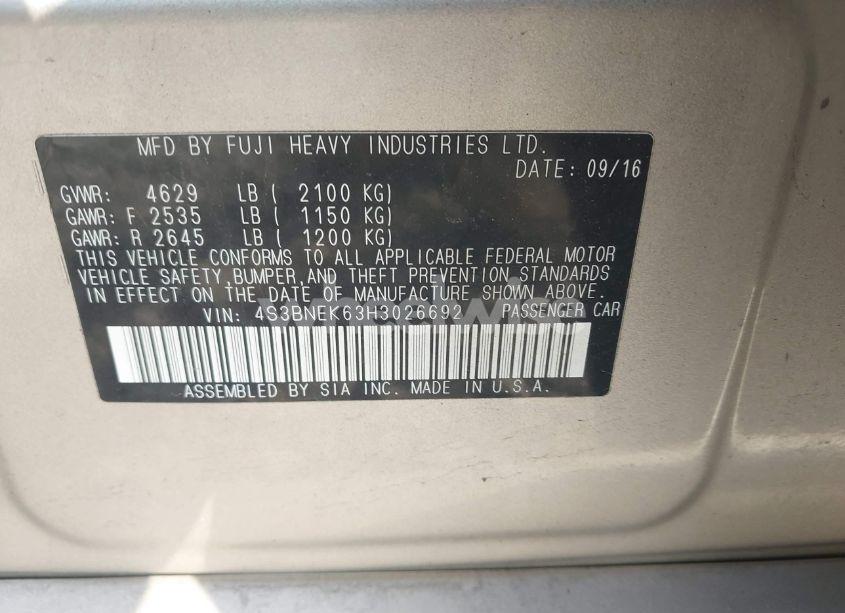 MFD BY FUJI HEAVY INDUSTRIES LTD.
DATE: 09/16
GVWR: 4629 LB ( 2100 KG)
GAWR: F 2535 LB ( 1150 KG)
GAWR: R 2645 LB ( 1200 KG)
THIS VEHICLE CONFORMS TO ALL APPLICABLE FEDERAL MOTOR
VEHICLE SAFETY, BUMPER, AND THEFT PREVENTION STANDARDS
IN EFFECT ON THE DATE OF MANUFACTURE SHOWN ABOVE.
VIN: 4S3BNEK63H3026692 PASSENGER CAR
wheelwise
ASSEMBLED BY SIA INC. MADE IN U.S.A.